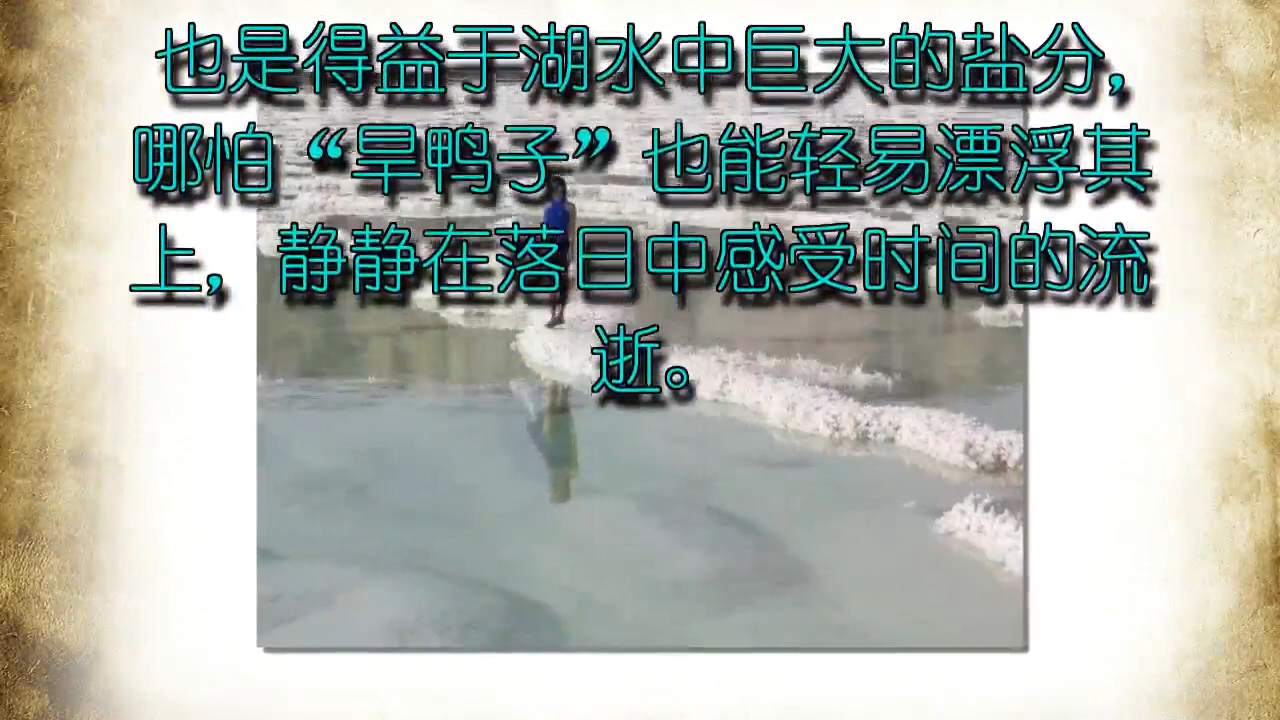 也是得益于湖水中巨大的盐分，
哪怕“旱鸭子”也能轻易漂浮其
上，静静在落日中感受时间的流
逝。